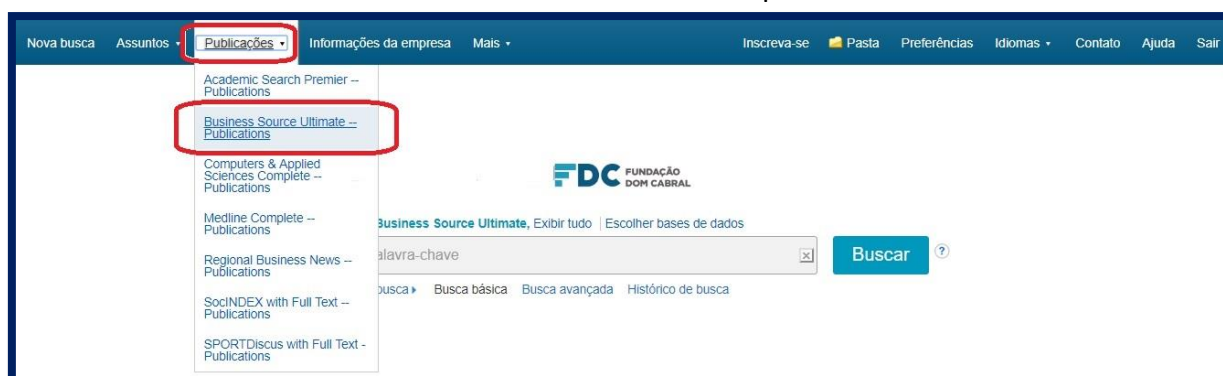 Nova busca Assuntos Publicações Informações da empresa Mais Inscreva-se Pasta Preferências Idiomas Contato Ajuda Sair
Academic Search Premier --
Publications
Business Source Ultimate --
Publications
Computers & Applied
Sciences Complete --
Publications
Medline Complete --
Publications
Regional Business News --
Publications
SocINDEX with Full Text --
Publications
SPORTDiscus with Full Text -
Publications
FDC FUNDAÇÃO
DOM CABRAL
Business Source Ultimate, Exibir tudo | Escolher bases de dados
alavra-chave
Buscar ?
busca Busca básica Busca avançada Histórico de busca